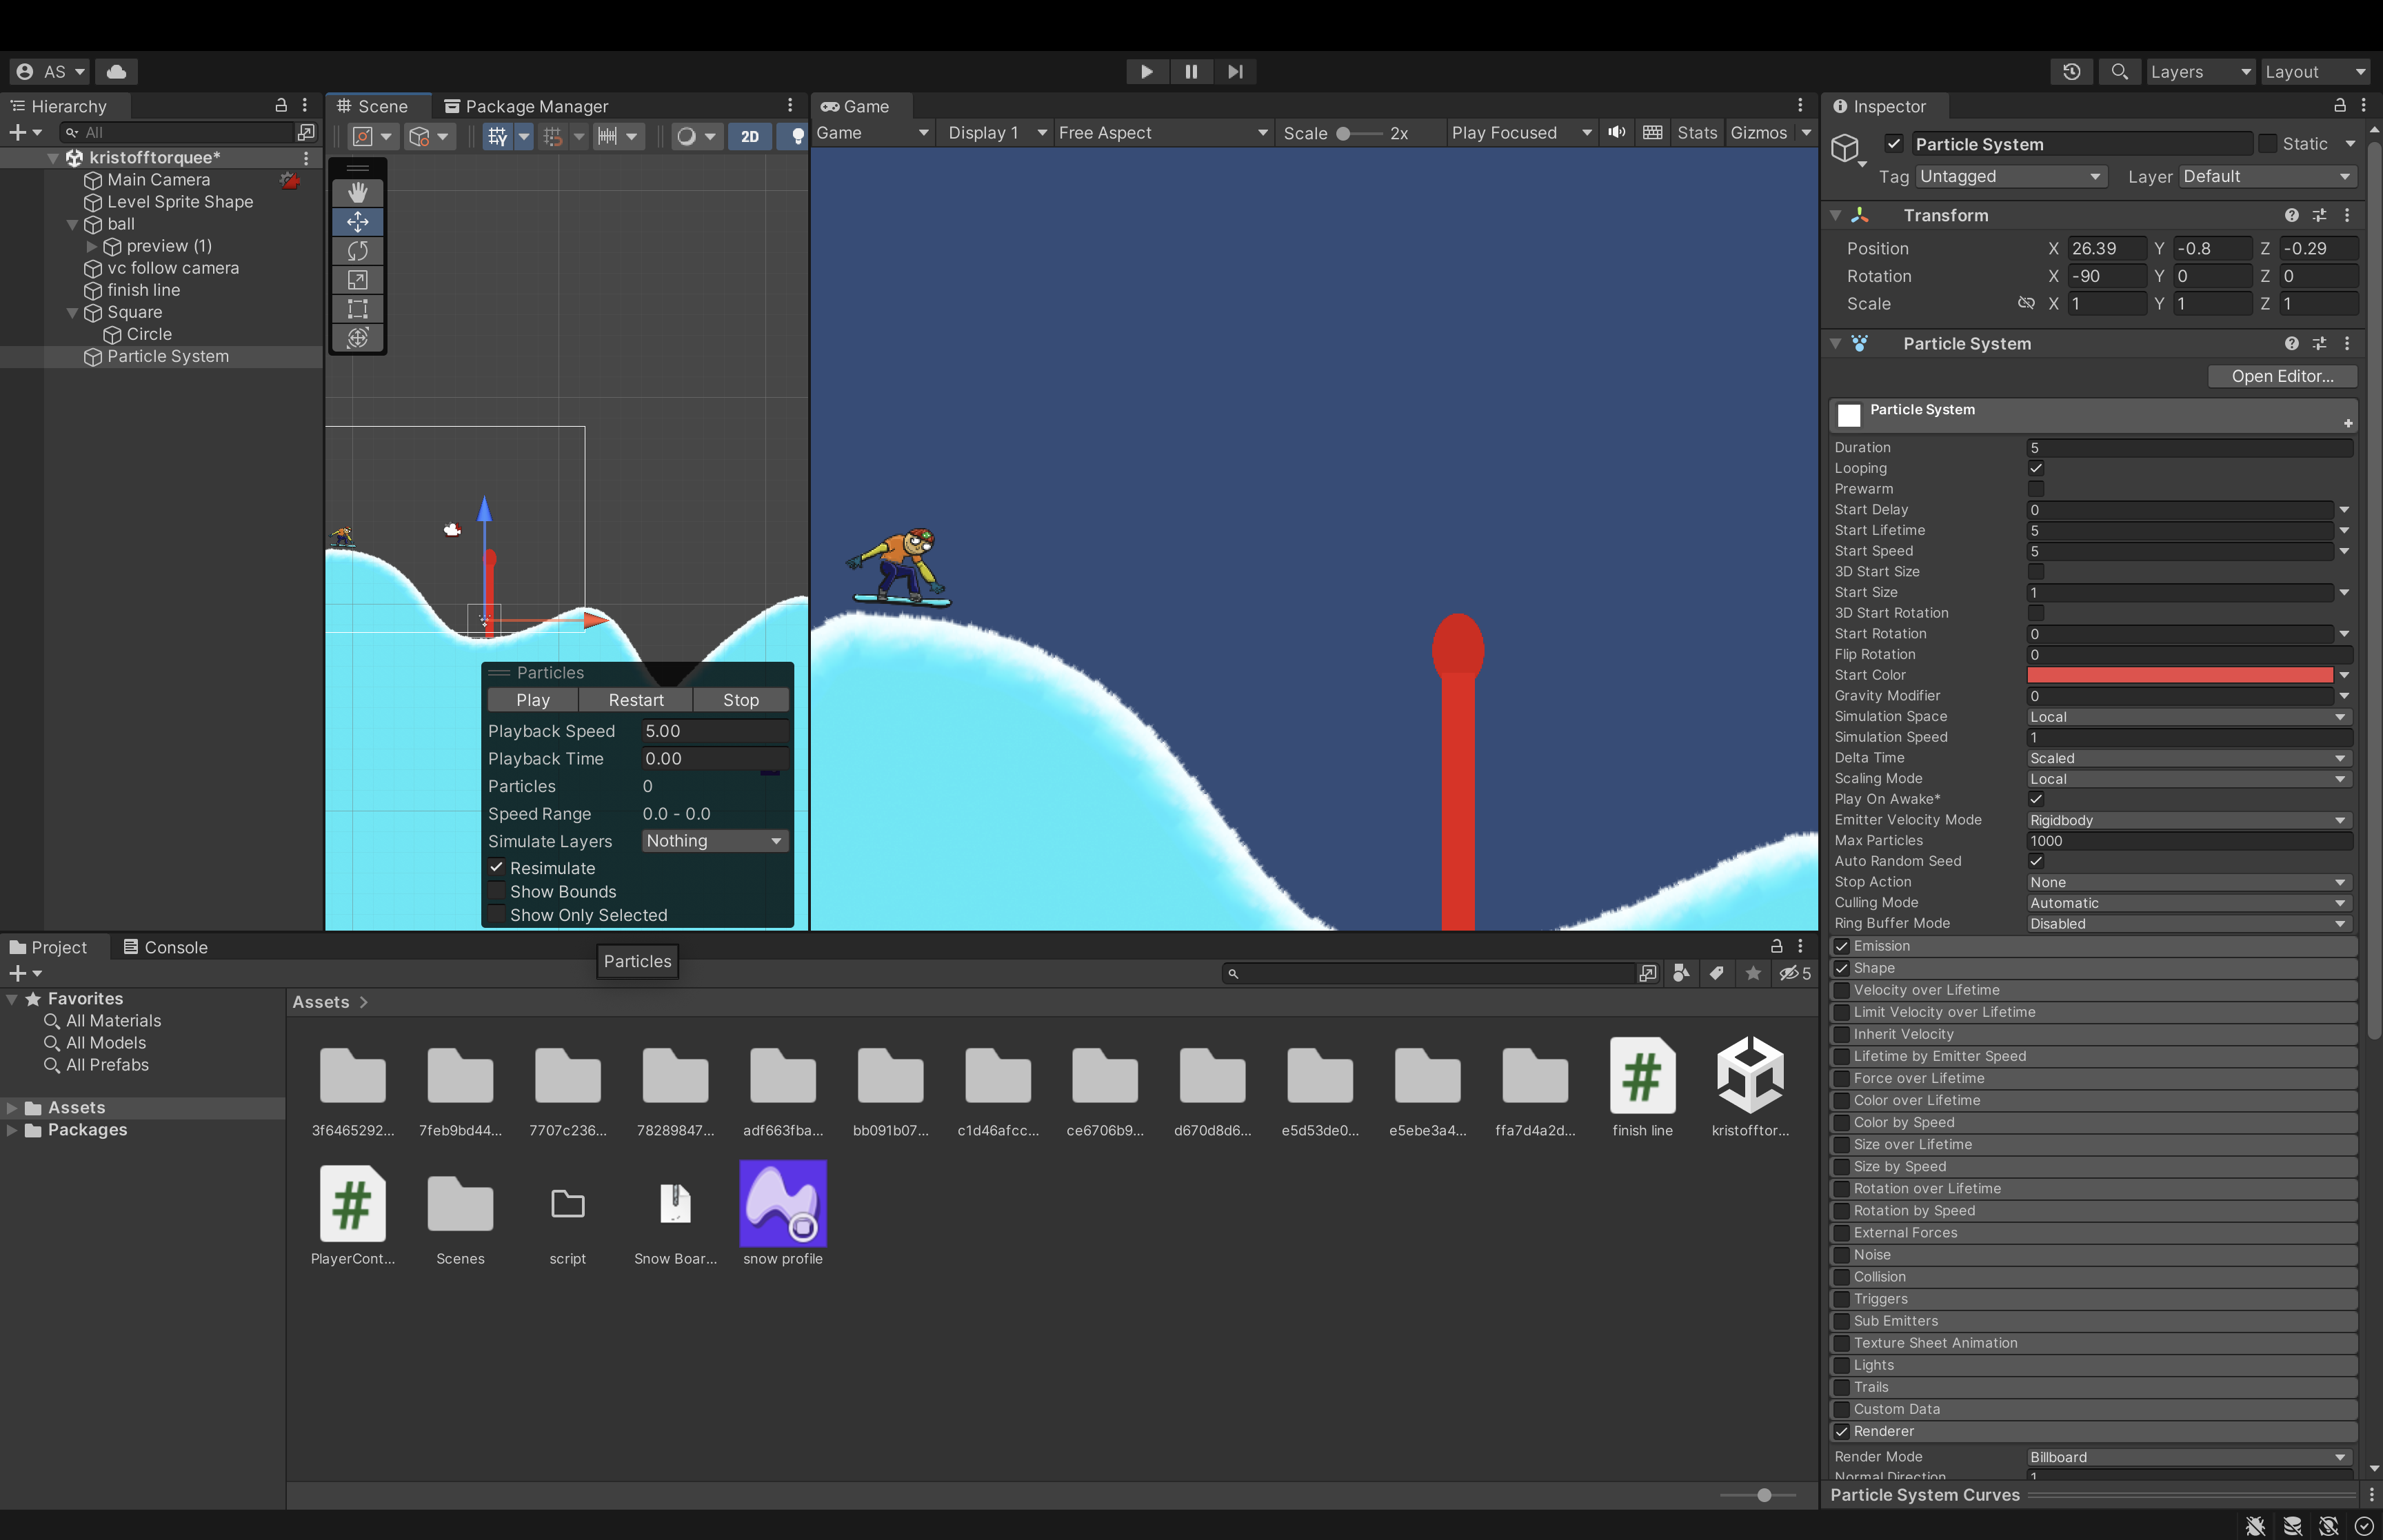 AS
Layers
Layout
Hierarchy
Scene
Package Manager
Game
Inspector
All
Game
Display 1
Free Aspect
Scale
2x
Play Focused
Stats
Gizmos
2D
kristofftorquee*
Main Camera
Level Sprite Shape
ball
preview (1)
vc follow camera
finish line
Square
Circle
Particle System
Particles
Play
Restart
Stop
Playback Speed 5.00
Playback Time 0.00
Particles 0
Speed Range 0.0 - 0.0
Simulate Layers Nothing
Resimulate
Show Bounds
Show Only Selected
Particle System
Static
Tag Untagged
Layer Default
Transform
Position X 26.39 Y -0.8 Z -0.29
Rotation X -90 Y 0 Z 0
Scale X 1 Y 1 Z 1
Particle System
Open Editor...
Particle System
Duration 5
Looping
Prewarm
Start Delay 0
Start Lifetime 5
Start Speed 5
3D Start Size
Start Size 1
3D Start Rotation
Start Rotation 0
Flip Rotation 0
Start Color
Gravity Modifier 0
Simulation Space Local
Simulation Speed 1
Delta Time Scaled
Scaling Mode Local
Play On Awake*
Emitter Velocity Mode Rigidbody
Max Particles 1000
Auto Random Seed
Stop Action None
Culling Mode Automatic
Ring Buffer Mode Disabled
Emission
Shape
Velocity over Lifetime
Limit Velocity over Lifetime
Inherit Velocity
Lifetime by Emitter Speed
Force over Lifetime
Color over Lifetime
Color by Speed
Size over Lifetime
Size by Speed
Rotation over Lifetime
Rotation by Speed
External Forces
Noise
Collision
Triggers
Sub Emitters
Texture Sheet Animation
Lights
Trails
Custom Data
Renderer
Render Mode Billboard
Normal Direction 1
Particle System Curves
Project
Console
Particles
5
Favorites
All Materials
All Models
All Prefabs
Assets
Packages
Assets
3f6465292...
7feb9bd44...
7707c236...
78289847...
adf663fba...
bb091b07...
c1d46afcc...
ce6706b9...
d670d8d6...
e5d53de0...
e5ebe3a4...
ffa7d4a2d...
finish line
kristofftor...
PlayerCont...
Scenes
script
Snow Boar...
snow profile